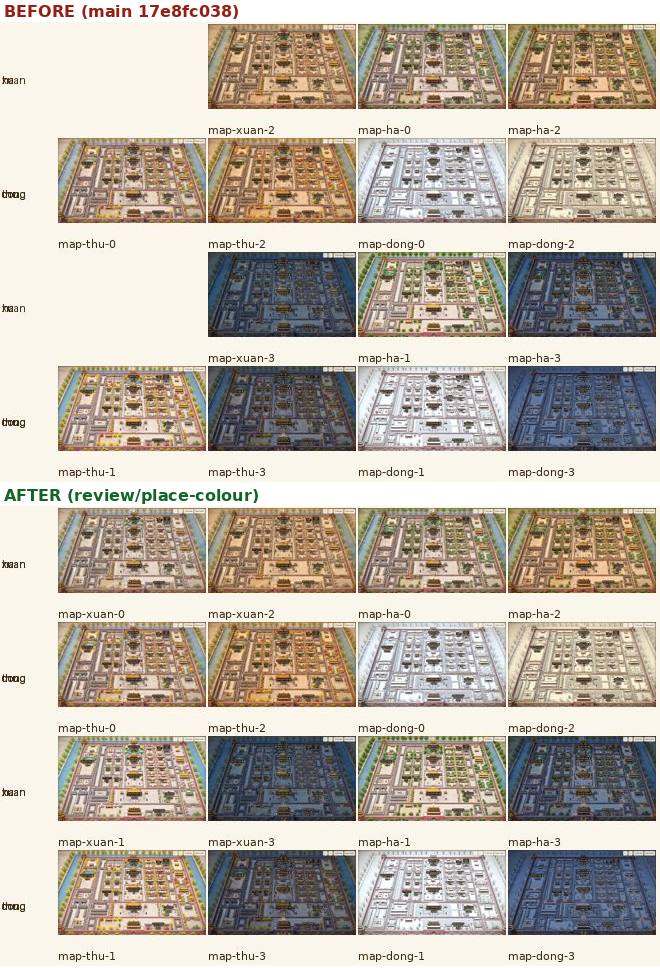 BEFORE (main 17e8fc038)
map-xuan-2 map-ha-0 map-ha-2
map-thu-0 map-thu-2 map-dong-0 map-dong-2
map-xuan-3 map-ha-1 map-ha-3
map-thu-1 map-thu-3 map-dong-1 map-dong-3
AFTER (review/place-colour)
map-xuan-0 map-xuan-2 map-ha-0 map-ha-2
map-thu-0 map-thu-2 map-dong-0 map-dong-2
map-xuan-1 map-xuan-3 map-ha-1 map-ha-3
map-thu-1 map-thu-3 map-dong-1 map-dong-3